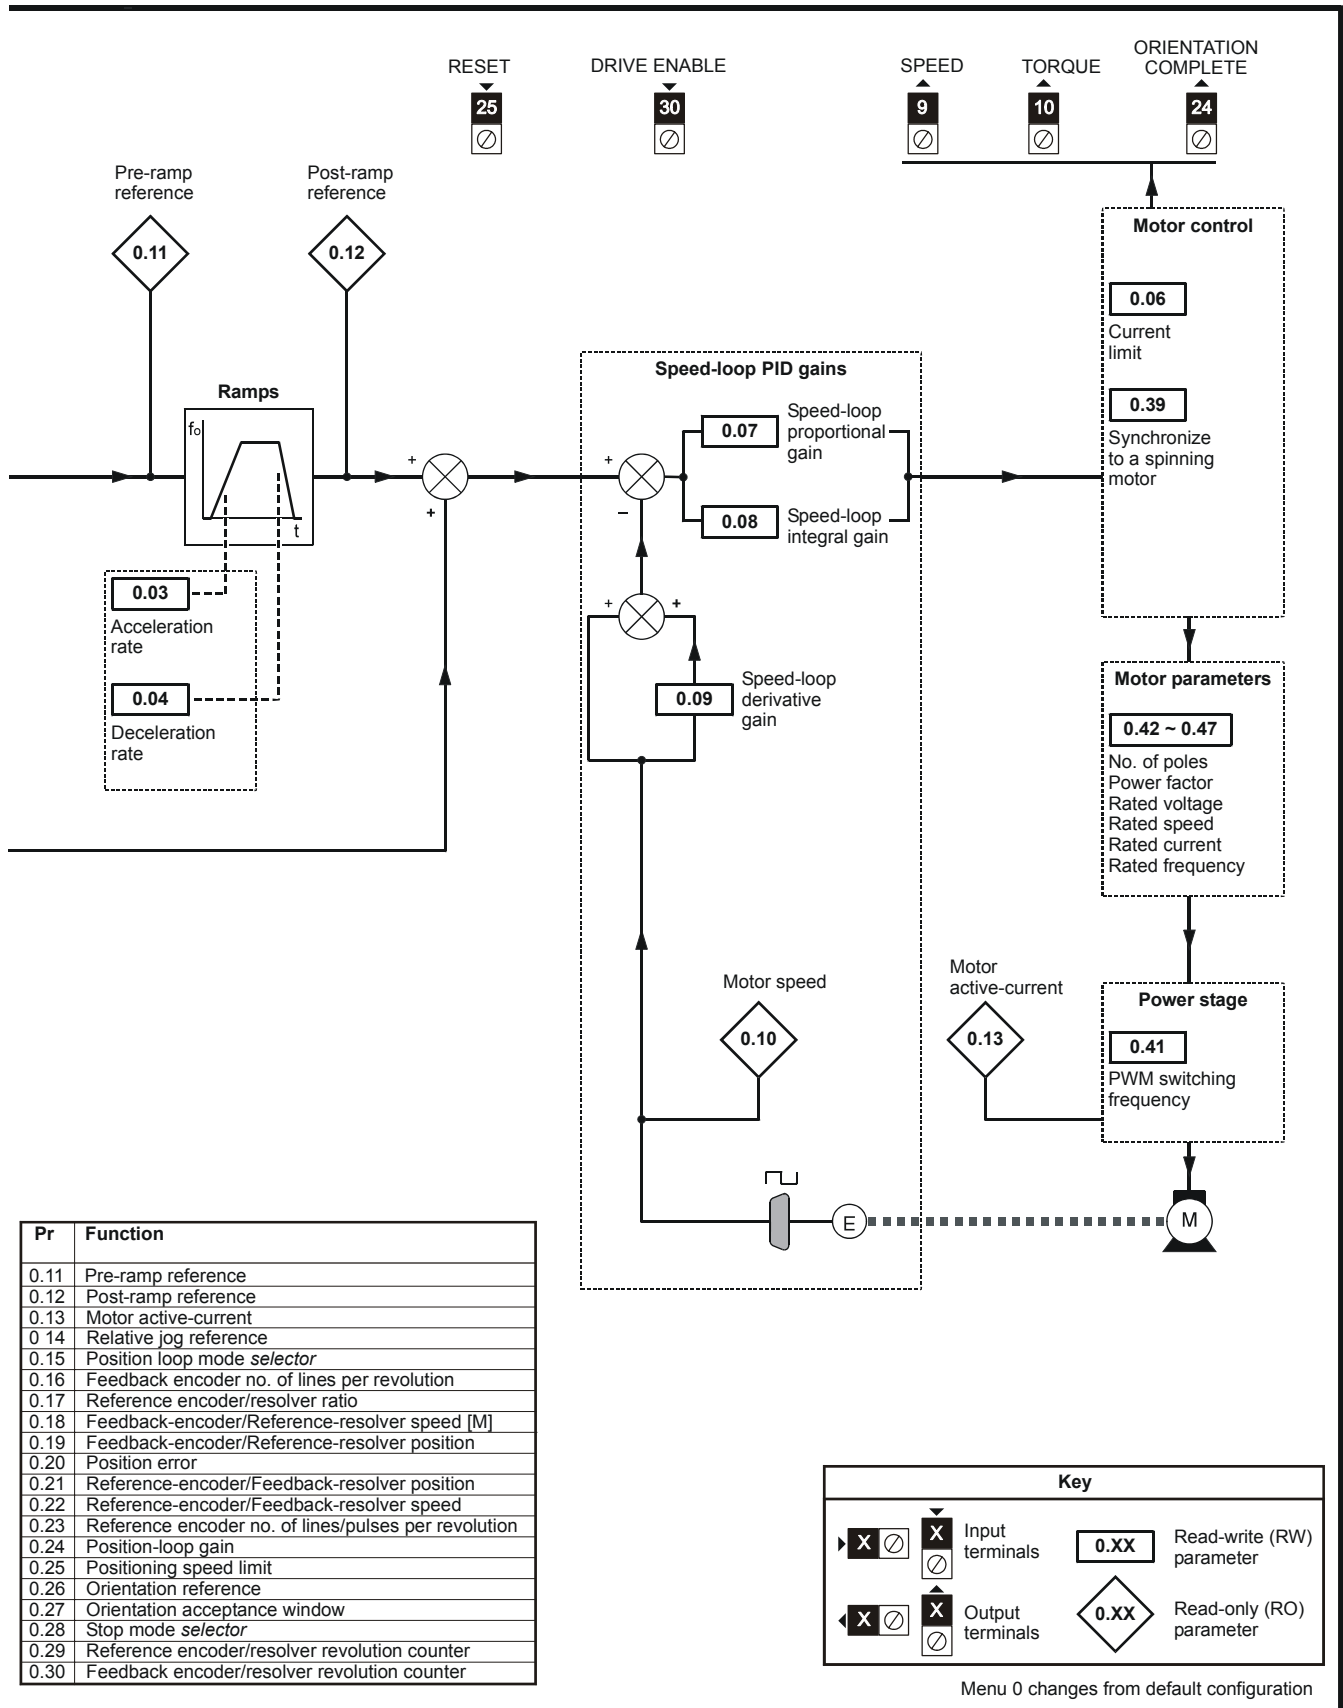 RESET
DRIVE ENABLE
SPEED
TORQUE
ORIENTATION
COMPLETE
25
30
9
10
24
Pre-ramp
reference
Post-ramp
reference
0.11
0.12
Motor control
0.06
Current
limit
0.39
Synchronize
to a spinning
motor
Ramps
fo
t
Speed-loop PID gains
0.07
Speed-loop
proportional
gain
0.08
Speed-loop
integral gain
+
+
+
−
+
+
0.03
Acceleration
rate
0.04
Deceleration
rate
0.09
Speed-loop
derivative
gain
Motor parameters
0.42 ~ 0.47
No. of poles
Power factor
Rated voltage
Rated speed
Rated current
Rated frequency
Motor speed
0.10
Motor
active-current
0.13
Power stage
0.41
PWM switching
frequency
E
M
Pr Function
0.11 Pre-ramp reference
0.12 Post-ramp reference
0.13 Motor active-current
0 14 Relative jog reference
0.15 Position loop mode selector
0.16 Feedback encoder no. of lines per revolution
0.17 Reference encoder/resolver ratio
0.18 Feedback-encoder/Reference-resolver speed [M]
0.19 Feedback-encoder/Reference-resolver position
0.20 Position error
0.21 Reference-encoder/Feedback-resolver position
0.22 Reference-encoder/Feedback-resolver speed
0.23 Reference encoder no. of lines/pulses per revolution
0.24 Position-loop gain
0.25 Positioning speed limit
0.26 Orientation reference
0.27 Orientation acceptance window
0.28 Stop mode selector
0.29 Reference encoder/resolver revolution counter
0.30 Feedback encoder/resolver revolution counter
Key
X
X
Input
terminals
0.XX
Read-write (RW)
parameter
X
X
Output
terminals
0.XX
Read-only (RO)
parameter
Menu 0 changes from default configuration